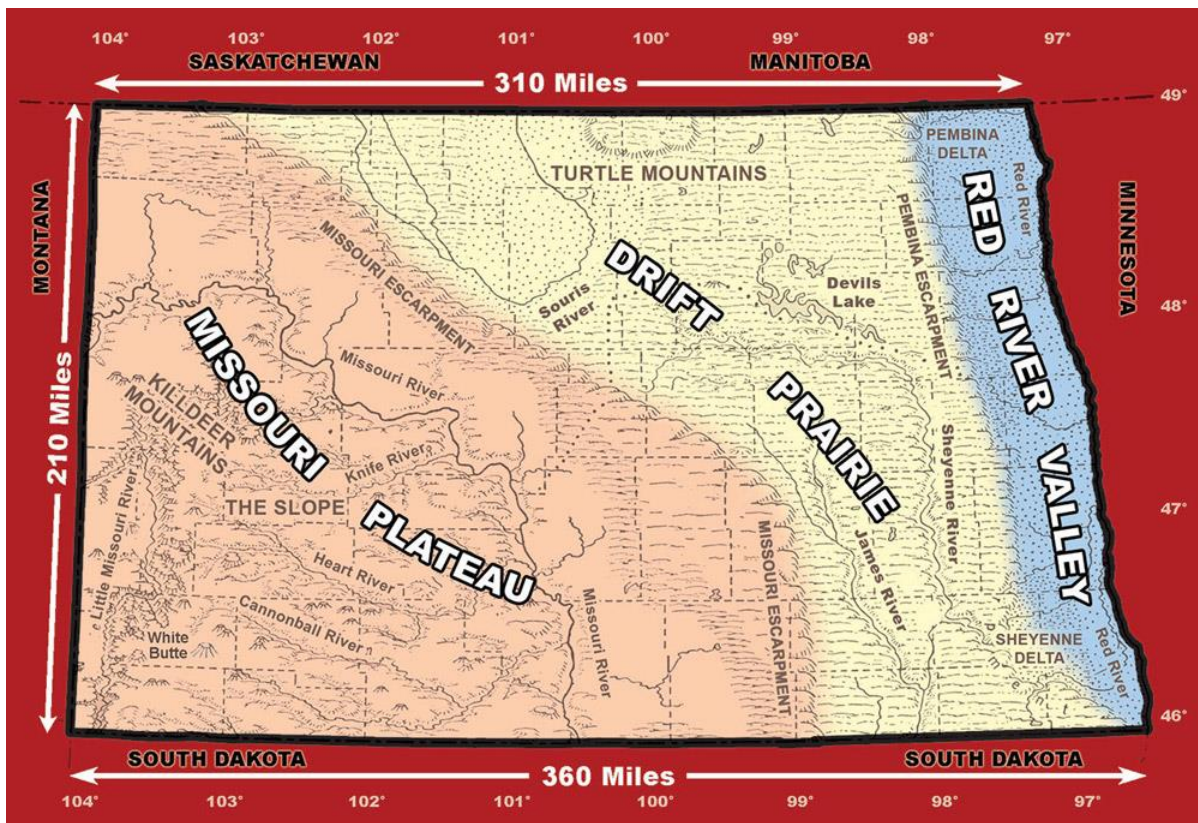 104° 103° 102° 101° 100° 99° 98° 97°
SASKATCHEWAN MANITOBA
310 Miles
49°
MONTANA
210 Miles
MINNESOTA
48°
47°
46°
PEMBINA
DELTA
Red River
RED
RIVER
VALLEY
TURTLE MOUNTAINS
PEMBINA ESCARPMENT
MISSOURI ESCARPMENT
DRIFT
PRAIRIE
Souris
River
Devils
Lake
MISSOURI
PLATEAU
Missouri River
KILLDEER
MOUNTAINS
Knife River
Sheyenne River
THE SLOPE
Little Missouri River
Heart River
Cannonball River
White
Butte
Missouri River
MISSOURI ESCARPMENT
James River
SHEYENNE
DELTA
Red River
SOUTH DAKOTA SOUTH DAKOTA
360 Miles
104° 103° 102° 101° 100° 99° 98° 97°